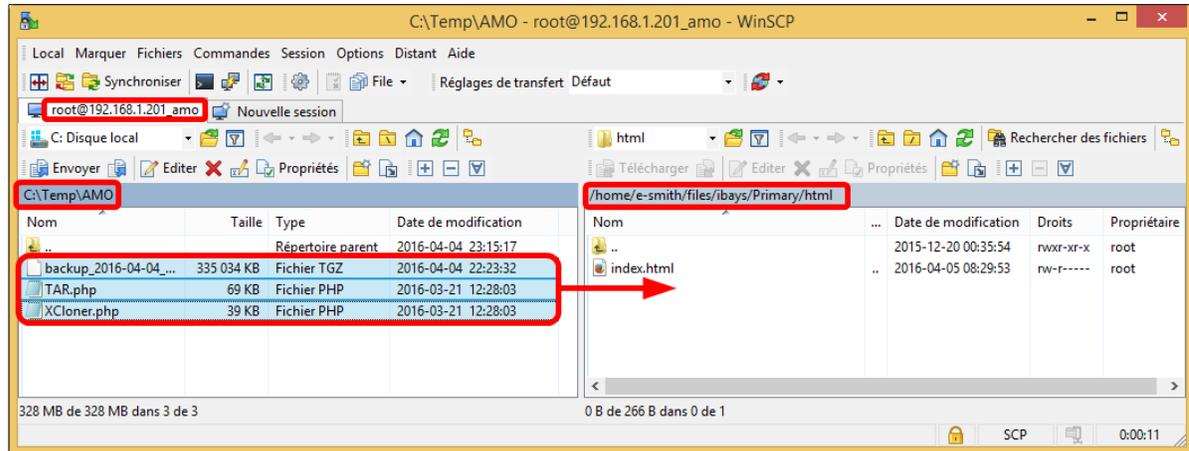 C:\Temp\AMO - root@192.168.1.201_amo - WinSCP
Local Marquer Fichiers Commandes Session Options Distant Aide
Synchroniser File Réglages de transfert Défaut
root@192.168.1.201_amo Nouvelle session
C: Disque local html Rechercher des fichiers
Envoyer Editer Propriétés Télécharger Editer Propriétés
C:\Temp\AMO /home/e-smith/files/ibays/Primary/html
Nom Taille Type Date de modification Nom ... Date de modification Droits Propriétaire
.. Répertoire parent 2016-04-04 23:15:17 .. 2015-12-20 00:35:54 rwxr-xr-x root
backup_2016-04-04_... 335 034 KB Fichier TGZ 2016-04-04 22:23:32 index.html .. 2016-04-05 08:29:53 rw-r----- root
TAR.php 69 KB Fichier PHP 2016-03-21 12:28:03
XCloner.php 39 KB Fichier PHP 2016-03-21 12:28:03
328 MB de 328 MB dans 3 de 3 0 B de 266 B dans 0 de 1
SCP 0:00:11